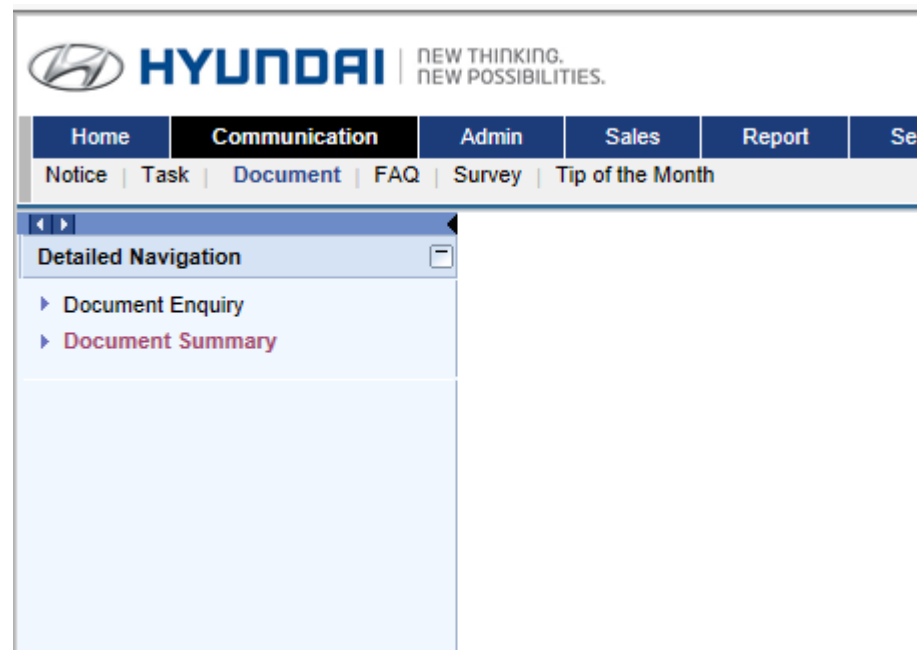 HYUNDAI
NEW THINKING.
NEW POSSIBILITIES.
Home Communication Admin Sales Report Se
Notice | Task | Document | FAQ | Survey | Tip of the Month
Detailed Navigation
Document Enquiry
Document Summary